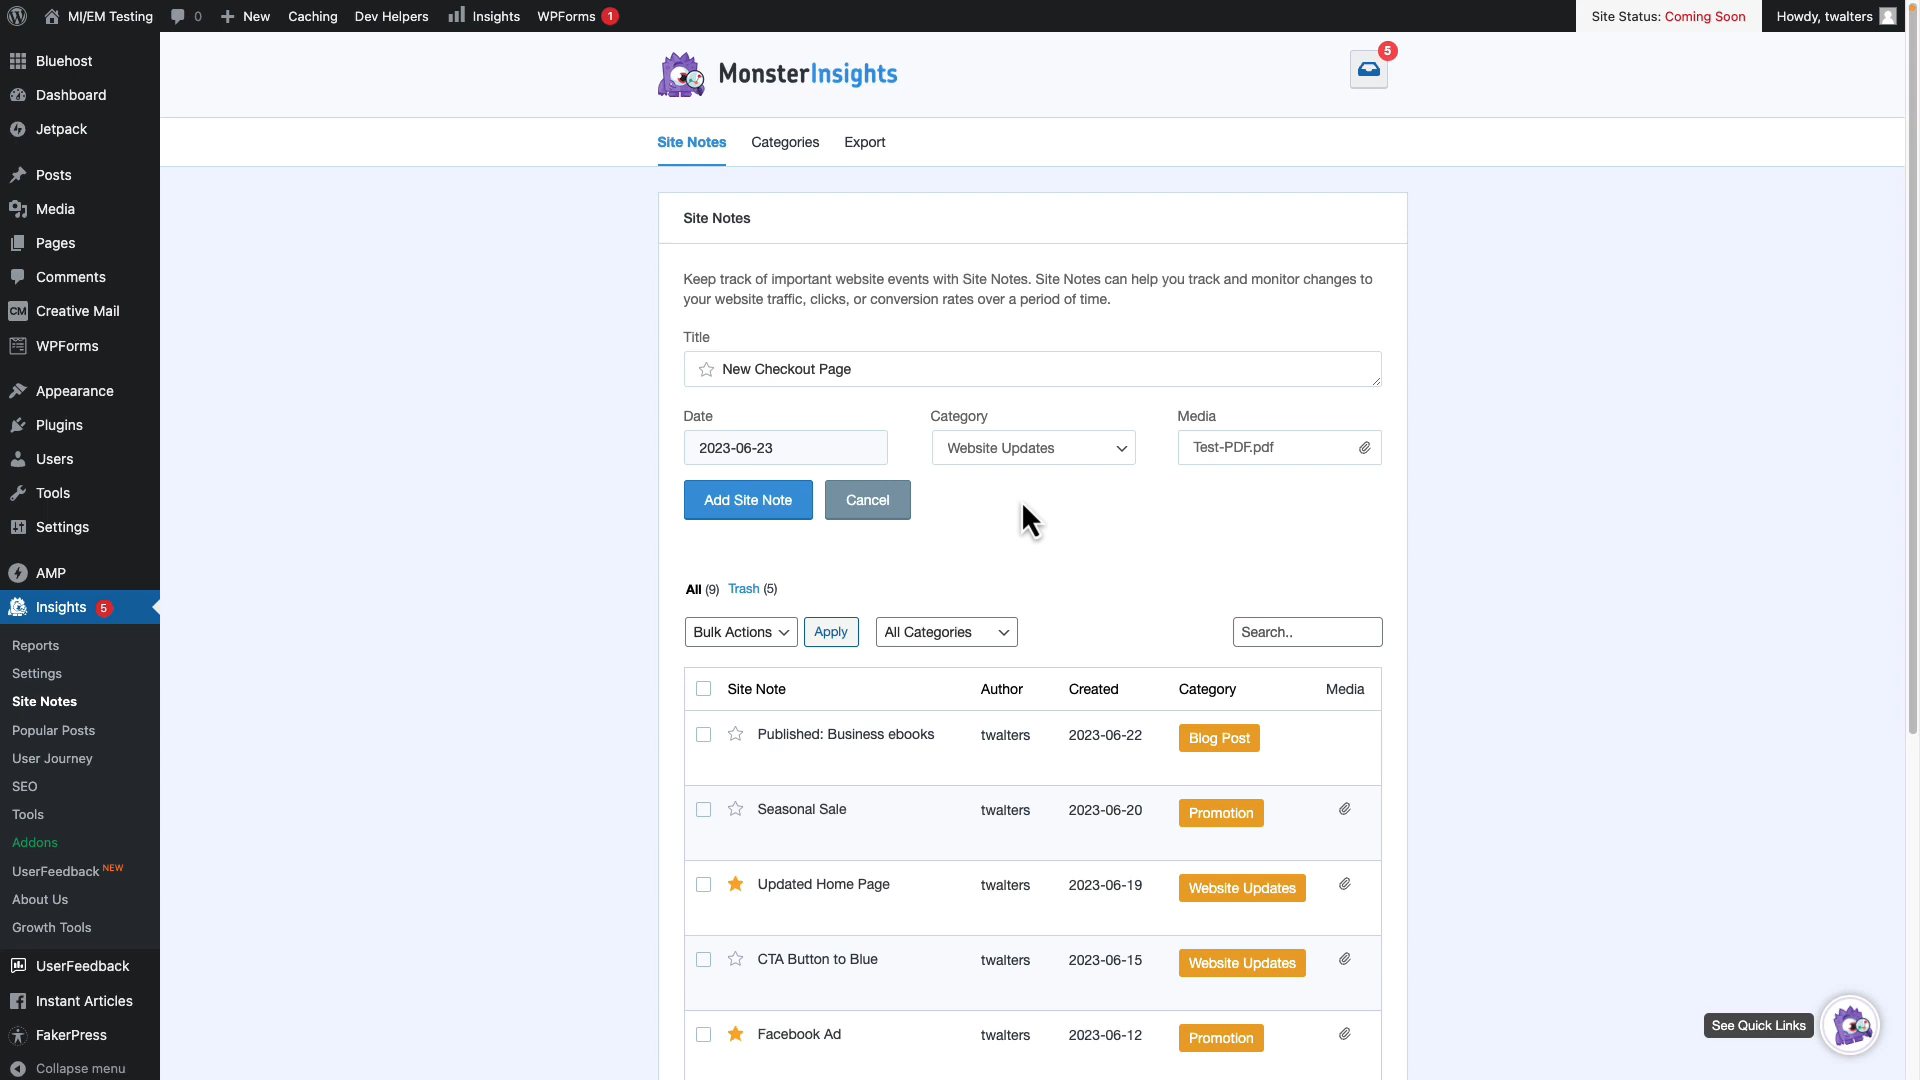 MI/EM Testing 0 New Caching Dev Helpers Insights WPForms 1 Site Status: Coming Soon Howdy, twalters
Bluehost
Dashboard
Jetpack
Posts
Media
Pages
Comments
CM Creative Mail
WPForms
Appearance
Plugins
Users
Tools
Settings
AMP
Insights 5
Reports
Settings
Site Notes
Popular Posts
User Journey
SEO
Tools
Addons
UserFeedback NEW
About Us
Growth Tools
UserFeedback
Instant Articles
FakerPress
Collapse menu
MonsterInsights 5
Site Notes Categories Export
Site Notes
Keep track of important website events with Site Notes. Site Notes can help you track and monitor changes to
your website traffic, clicks, or conversion rates over a period of time.
Title
New Checkout Page
Date Category Media
2023-06-23 Website Updates Test-PDF.pdf
Add Site Note Cancel
All (9) Trash (5)
Bulk Actions Apply All Categories Search..
Site Note Author Created Category Media
Published: Business ebooks twalters 2023-06-22 Blog Post
Seasonal Sale twalters 2023-06-20 Promotion
Updated Home Page twalters 2023-06-19 Website Updates
CTA Button to Blue twalters 2023-06-15 Website Updates
Facebook Ad twalters 2023-06-12 Promotion
See Quick Links